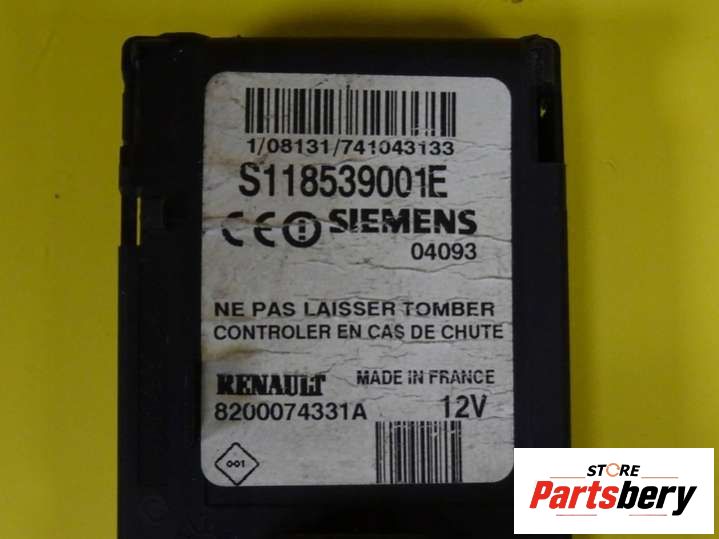 1/08131/741043133
S118539001E
CE SIEMENS
04093
NE PAS LAISSER TOMBER
CONTROLER EN CAS DE CHUTE
RENAULT MADE IN FRANCE
8200074331A 12V
001
STORE
Partsbery